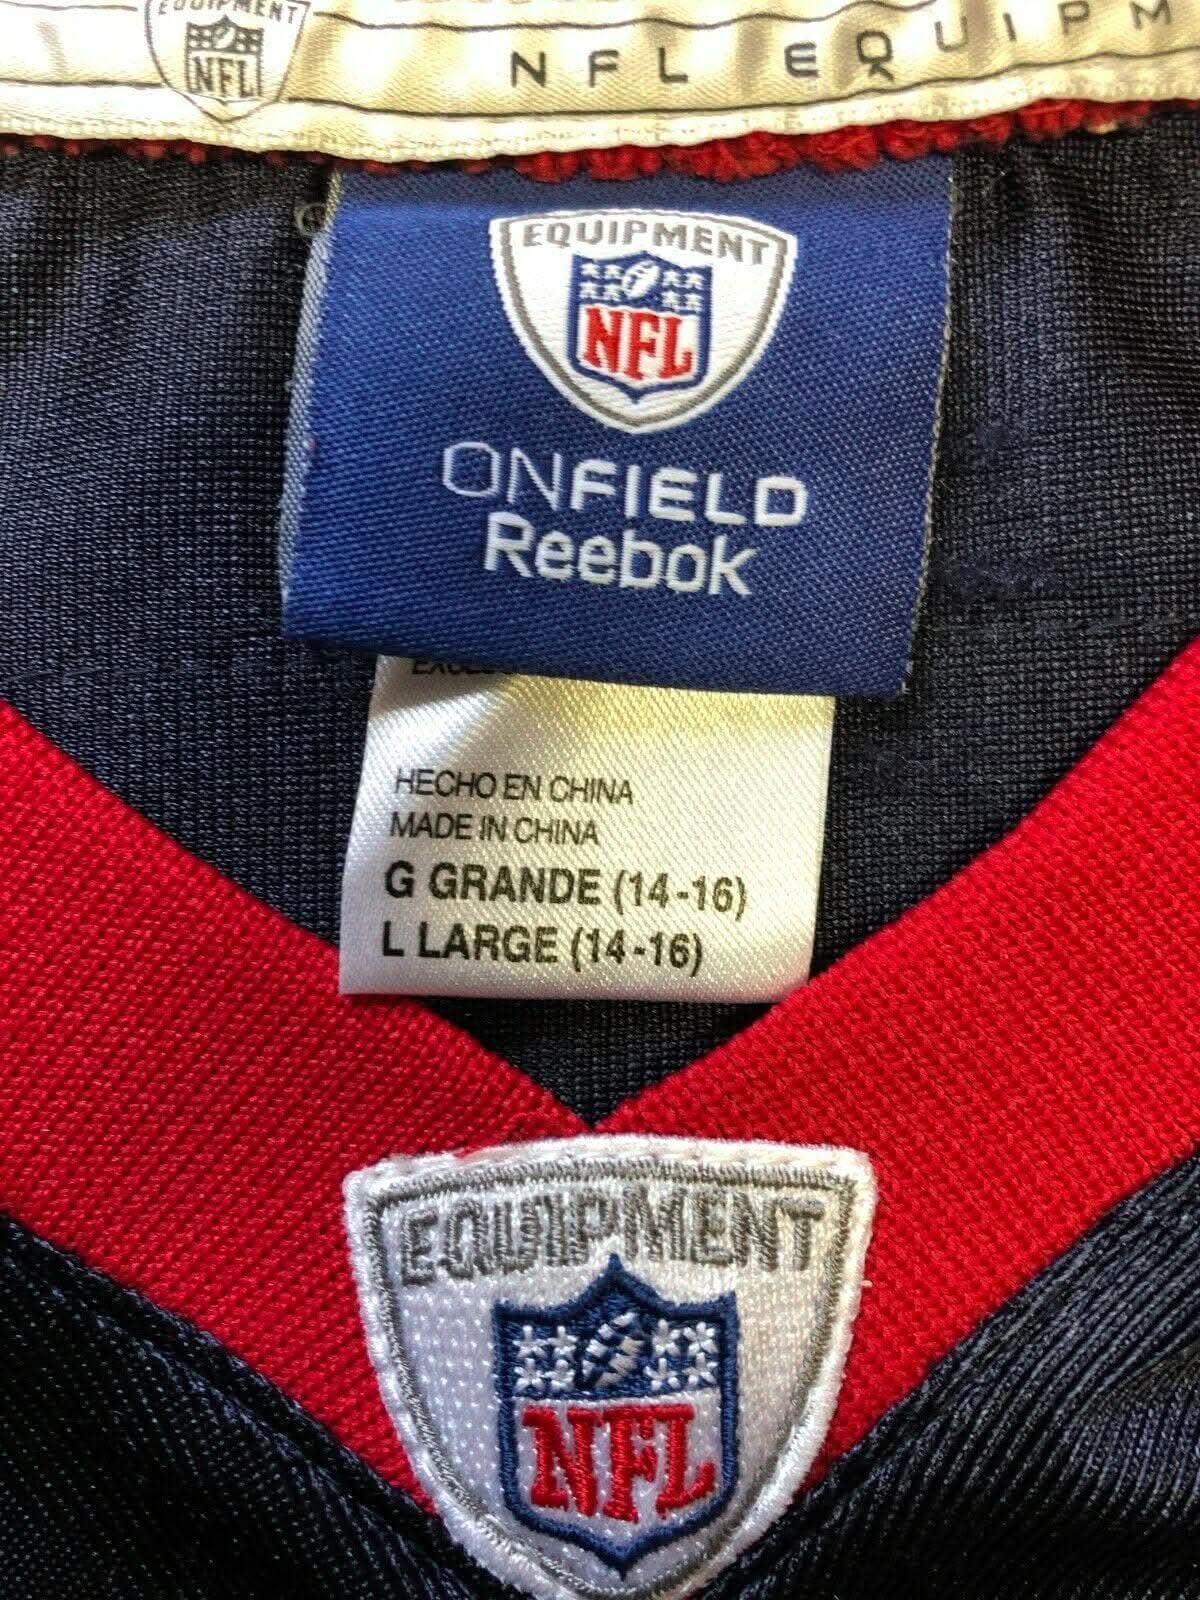 EQUIPMENT
NFL
NFL EQUIPM
EQUIPMENT
NFL
ONFIELD
Reebok
HECHO EN CHINA
MADE IN CHINA
G GRANDE (14-16)
L LARGE (14-16)
EQUIPMENT
NFL